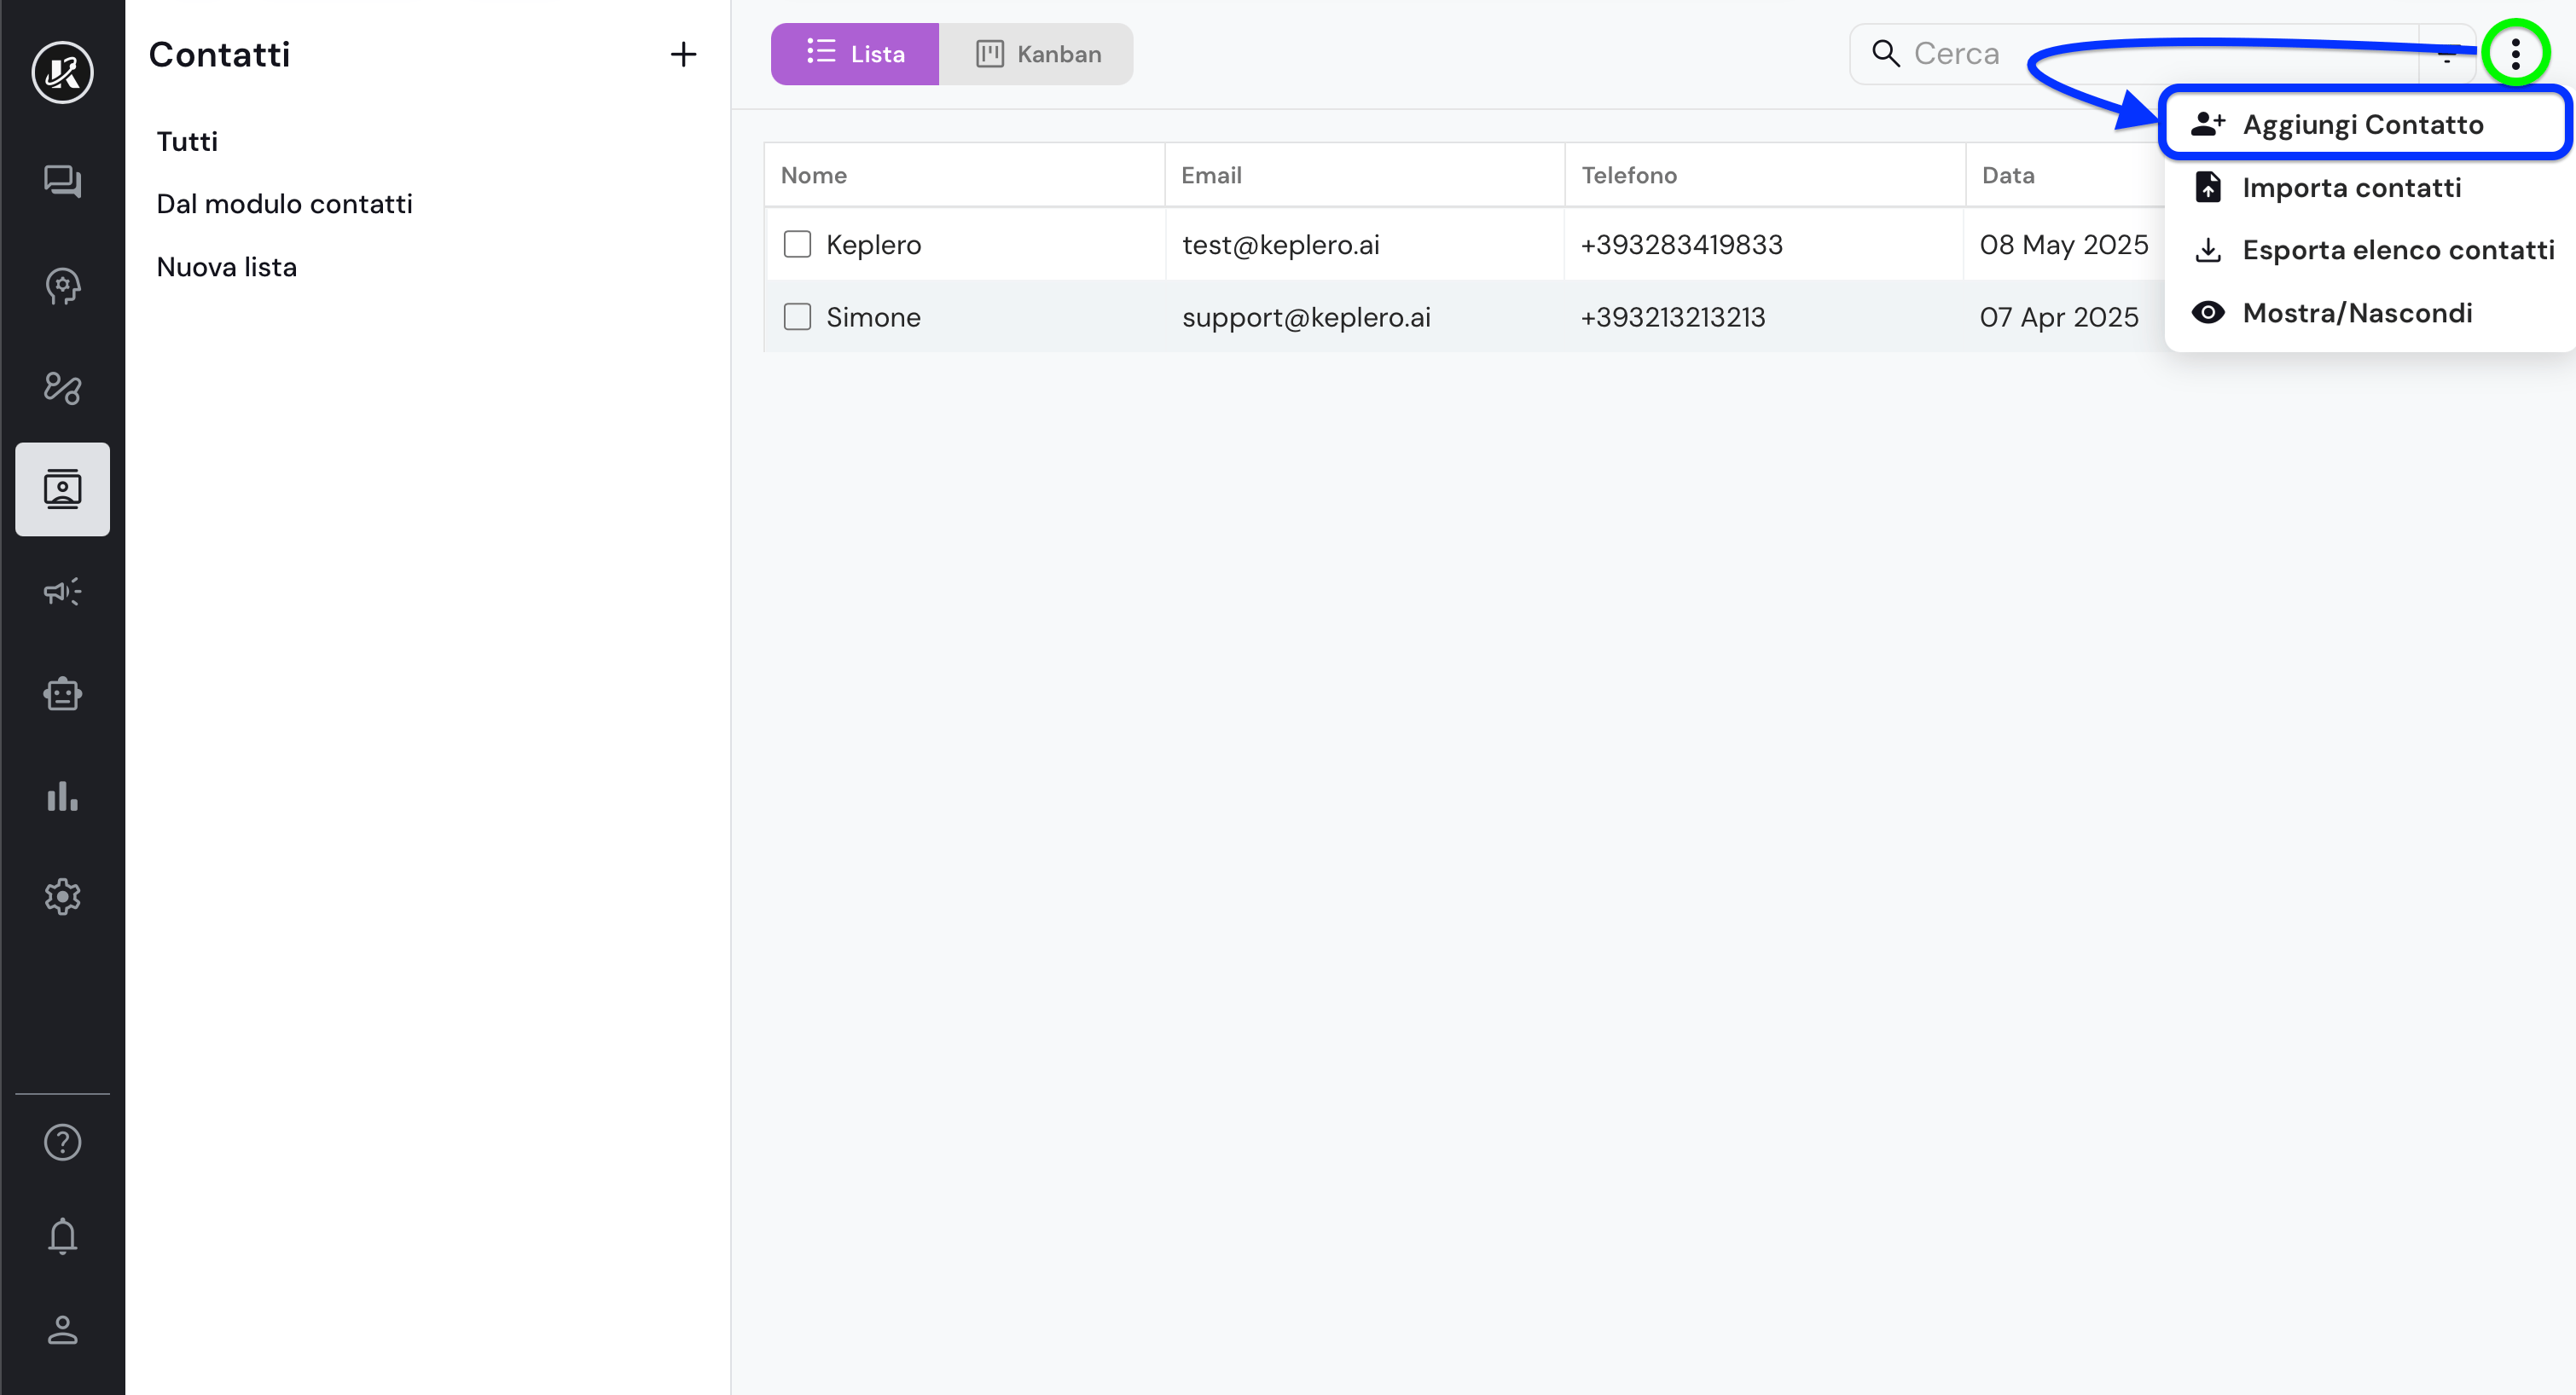 Contatti
Tutti
Dal modulo contatti
Nuova lista
Lista Kanban
Cerca
Aggiungi Contatto
Importa contatti
Esporta elenco contatti
Mostra/Nascondi
Nome Email Telefono Data
Keplero test@keplero.ai +393283419833 08 May 2025
Simone support@keplero.ai +393213213213 07 Apr 2025